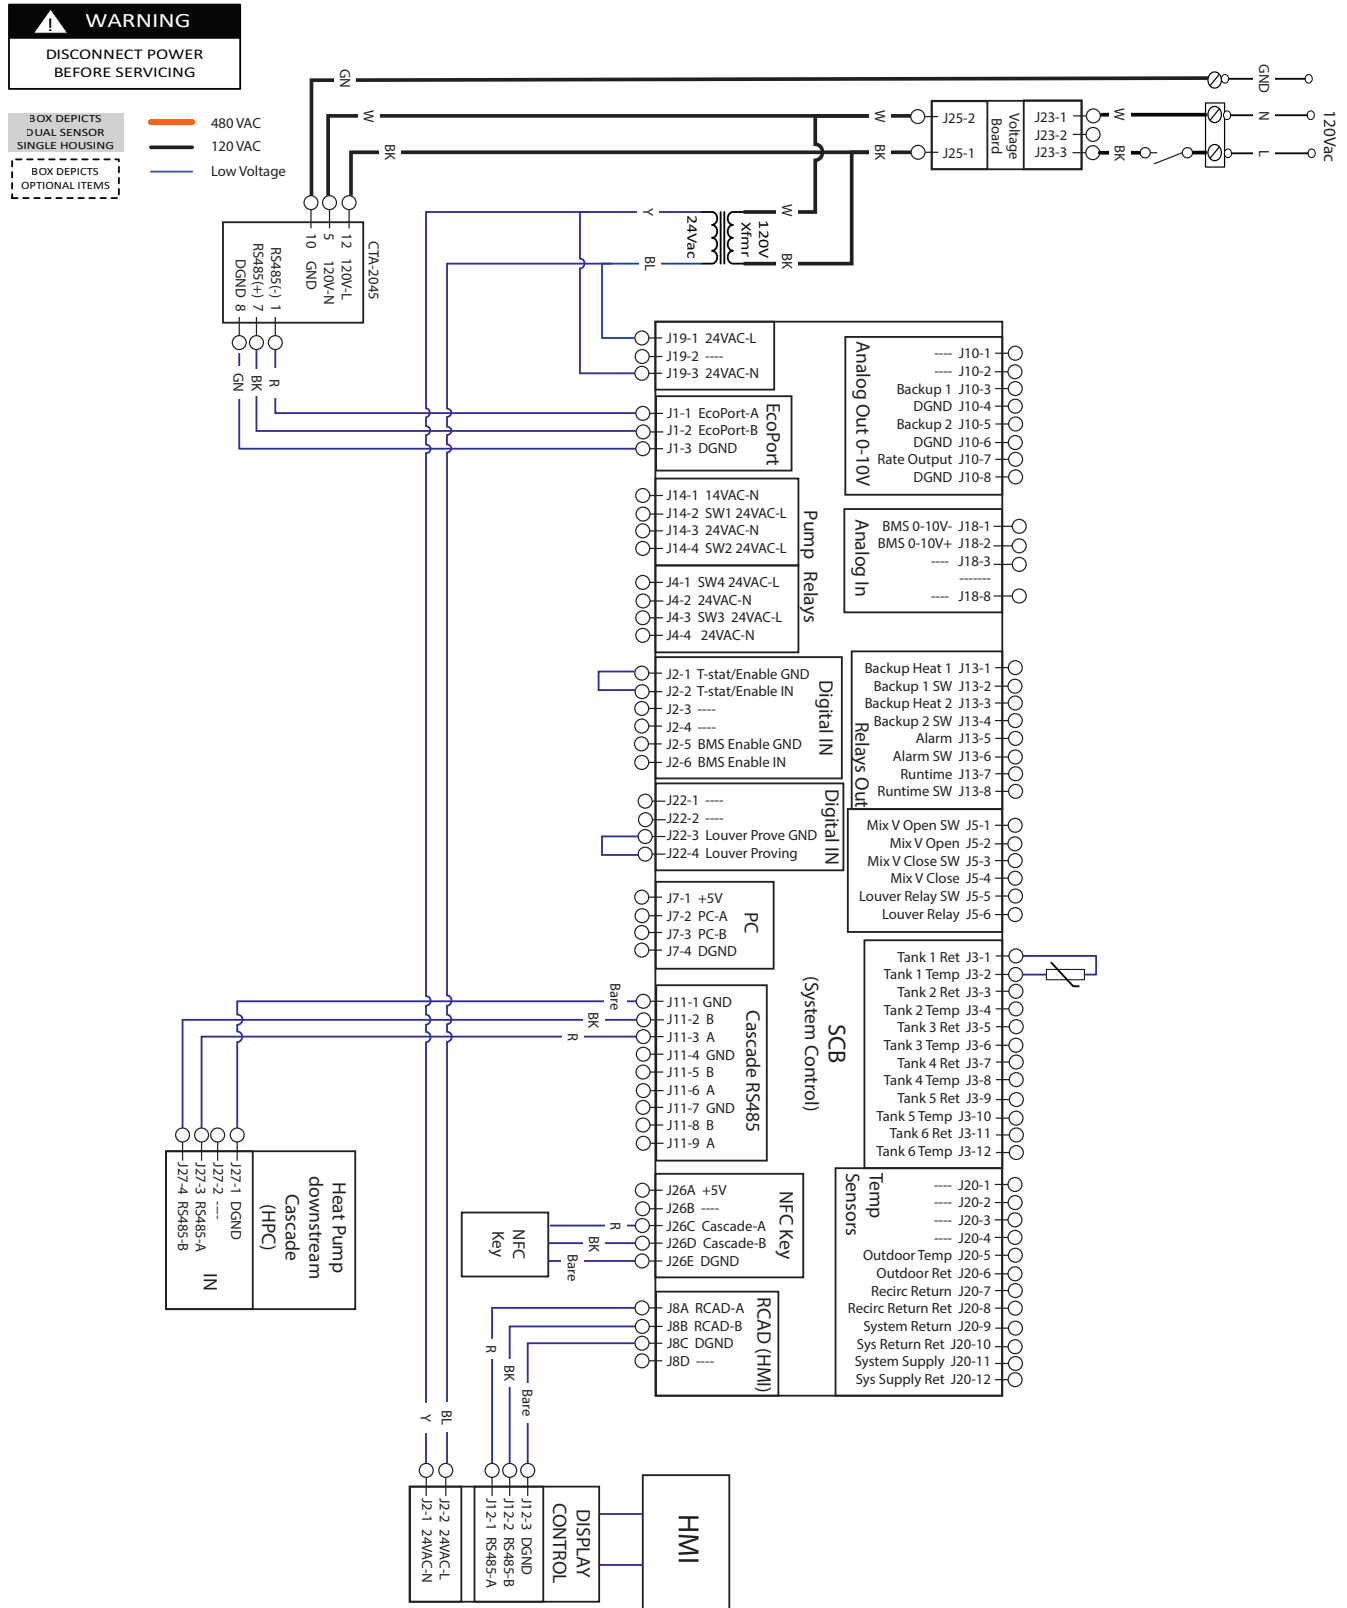 WARNING
DISCONNECT POWER
BEFORE SERVICING
BOX DEPICTS
DUAL SENSOR
SINGLE HOUSING
BOX DEPICTS
OPTIONAL ITEMS
480 VAC
120 VAC
Low Voltage
GN
W
BK
GND
W
BK
J25-2
J25-1
Voltage
Board
J23-1
J23-2
J23-3
W
BK
N
L
120Vac
Y
BL
24Vac
120V
Xfmr
W
BK
12 120V-L
5 120V-N
10 GND
CTA-2045
RS485(-) 1
RS485(+) 7
DGND 8
GN
BK
R
J19-1 24VAC-L
J19-2 ----
J19-3 24VAC-N
J1-1 EcoPort-A
J1-2 EcoPort-B
J1-3 DGND
EcoPort
J14-1 14VAC-N
J14-2 SW1 24VAC-L
J14-3 24VAC-N
J14-4 SW2 24VAC-L
J4-1 SW4 24VAC-L
J4-2 24VAC-N
J4-3 SW3 24VAC-L
J4-4 24VAC-N
Pump Relays
J2-1 T-stat/Enable GND
J2-2 T-stat/Enable IN
J2-3 ----
J2-4 ----
J2-5 BMS Enable GND
J2-6 BMS Enable IN
Digital IN
J22-1 ----
J22-2 ----
J22-3 Louver Prove GND
J22-4 Louver Proving
Digital IN
J7-1 +5V
J7-2 PC-A
J7-3 PC-B
J7-4 DGND
PC
Bare
BK
R
J11-1 GND
J11-2 B
J11-3 A
J11-4 GND
J11-5 B
J11-6 A
J11-7 GND
J11-8 B
J11-9 A
Cascade RS485
SCB
(System Control)
J26A +5V
J26B ----
J26C Cascade-A
J26D Cascade-B
J26E DGND
NFC Key
R
BK
Bare
NFC
Key
J8A RCAD-A
J8B RCAD-B
J8C DGND
J8D ----
RCAD (HMI)
Analog Out 0-10V
---- J10-1
---- J10-2
Backup 1 J10-3
DGND J10-4
Backup 2 J10-5
DGND J10-6
Rate Output J10-7
DGND J10-8
Analog In
BMS 0-10V- J18-1
BMS 0-10V+ J18-2
---- J18-3
-------
---- J18-8
Relays Out
Backup Heat 1 J13-1
Backup 1 SW J13-2
Backup Heat 2 J13-3
Backup 2 SW J13-4
Alarm J13-5
Alarm SW J13-6
Runtime J13-7
Runtime SW J13-8
Mix V Open SW J5-1
Mix V Open J5-2
Mix V Close SW J5-3
Mix V Close J5-4
Louver Relay SW J5-5
Louver Relay J5-6
Tank 1 Ret J3-1
Tank 1 Temp J3-2
Tank 2 Ret J3-3
Tank 2 Temp J3-4
Tank 3 Ret J3-5
Tank 3 Temp J3-6
Tank 4 Ret J3-7
Tank 4 Temp J3-8
Tank 5 Ret J3-9
Tank 5 Temp J3-10
Tank 6 Ret J3-11
Tank 6 Temp J3-12
Temp
Sensors
---- J20-1
---- J20-2
---- J20-3
---- J20-4
Outdoor Temp J20-5
Outdoor Ret J20-6
Recirc Return J20-7
Recirc Return Ret J20-8
System Return J20-9
Sys Return Ret J20-10
System Supply J20-11
Sys Supply Ret J20-12
J27-1 DGND
J27-2 ----
J27-3 RS485-A
J27-4 RS485-B
IN
Heat Pump
downstream
Cascade
(HPC)
Y
BL
R
BK
Bare
J2-2 24VAC-L
J2-1 24VAC-N
J12-3 DGND
J12-2 RS485-B
J12-1 RS485-A
DISPLAY
CONTROL
HMI